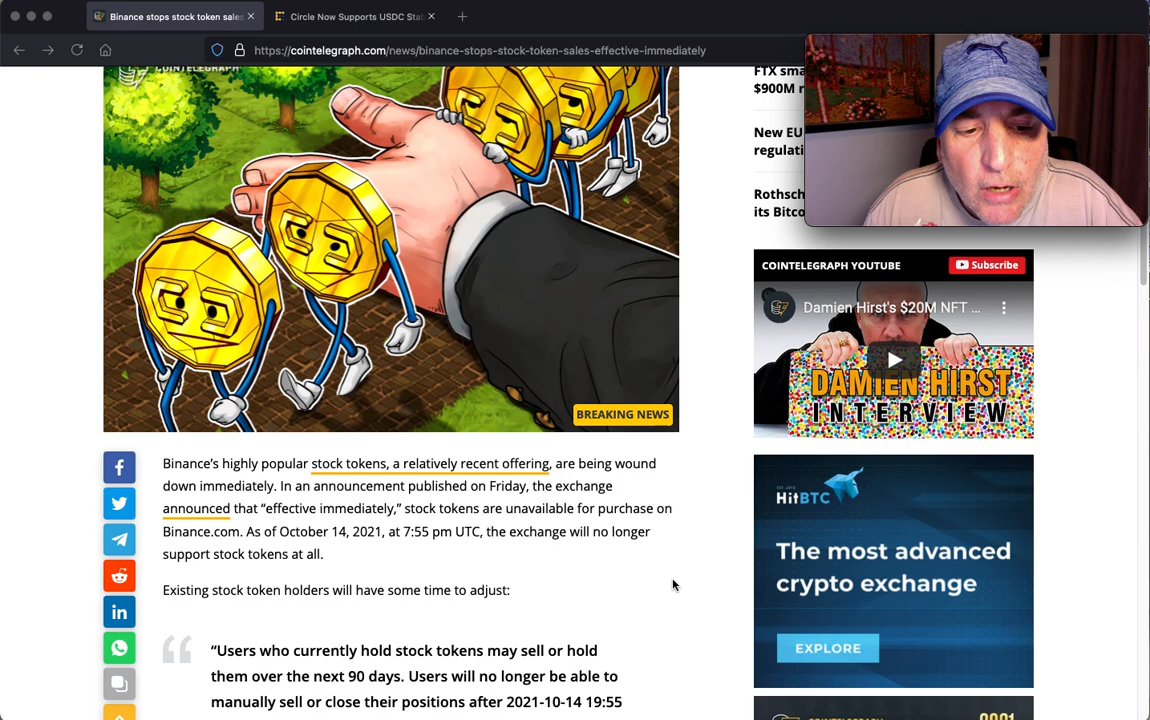 Binance stops stock token sales
Circle Now Supports USDC Stab
https://cointelegraph.com/news/binance-stops-stock-token-sales-effective-immediately
COINTELEGRAPH
BREAKING NEWS
Binance’s highly popular stock tokens, a relatively recent offering, are being wound
down immediately. In an announcement published on Friday, the exchange
announced that “effective immediately,” stock tokens are unavailable for purchase on
Binance.com. As of October 14, 2021, at 7:55 pm UTC, the exchange will no longer
support stock tokens at all.
Existing stock token holders will have some time to adjust:
“Users who currently hold stock tokens may sell or hold
them over the next 90 days. Users will no longer be able to
manually sell or close their positions after 2021-10-14 19:55
FTX sma
$900M r
New EU
regulati
Rothsch
its Bitco
COINTELEGRAPH YOUTUBE
Subscribe
Damien Hirst's $20M NFT ...
DAMIEN HIRST
INTERVIEW
HitBTC
The most advanced
crypto exchange
EXPLORE